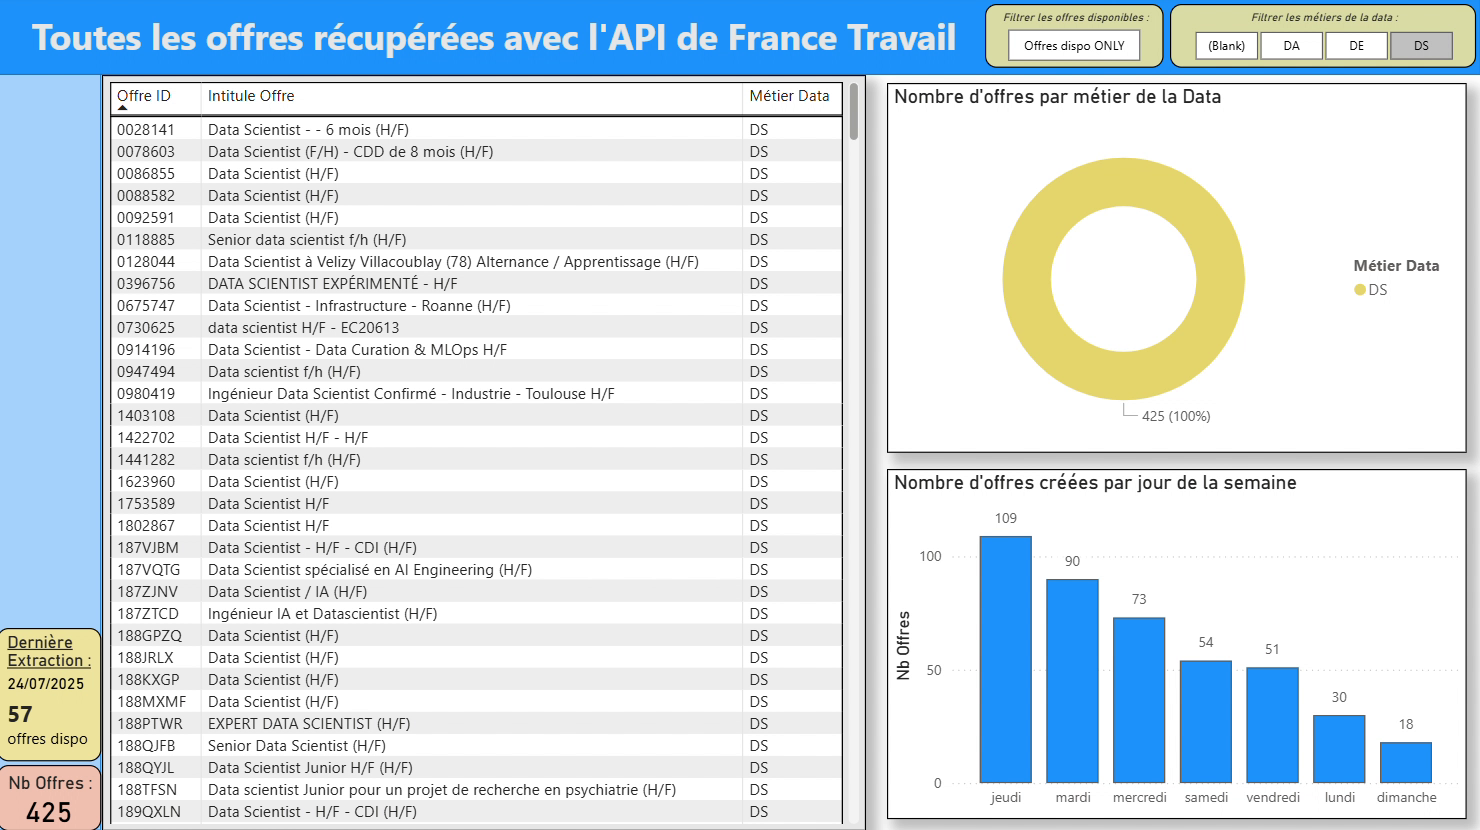 Toutes les offres récupérées avec l'API de France Travail
Filtrer les offres disponibles :
Offres dispo ONLY
Filtrer les métiers de la data :
(Blank) DA DE DS
Offre ID Intitule Offre Métier Data
0028141 Data Scientist - - 6 mois (H/F) DS
0078603 Data Scientist (F/H) - CDD de 8 mois (H/F) DS
0086855 Data Scientist (H/F) DS
0088582 Data Scientist (H/F) DS
0092591 Data Scientist (H/F) DS
0118885 Senior data scientist f/h (H/F) DS
0128044 Data Scientist à Velizy Villacoublay (78) Alternance / Apprentissage (H/F) DS
0396756 DATA SCIENTIST EXPÉRIMENTÉ - H/F DS
0675747 Data Scientist - Infrastructure - Roanne (H/F) DS
0730625 data scientist H/F - EC20613 DS
0914196 Data Scientist - Data Curation & MLOps H/F DS
0947494 Data scientist f/h (H/F) DS
0980419 Ingénieur Data Scientist Confirmé - Industrie - Toulouse H/F DS
1403108 Data Scientist (H/F) DS
1422702 Data Scientist H/F - H/F DS
1441282 Data scientist f/h (H/F) DS
1623960 Data Scientist (H/F) DS
1753589 Data Scientist H/F DS
1802867 Data Scientist H/F DS
187VJBM Data Scientist - H/F - CDI (H/F) DS
187VQTG Data Scientist spécialisé en AI Engineering (H/F) DS
187ZJNV Data Scientist / IA (H/F) DS
187ZTCD Ingénieur IA et Datascientist (H/F) DS
188GPZQ Data Scientist (H/F) DS
188JRLX Data Scientist (H/F) DS
188KXGP Data Scientist (H/F) DS
188MXMF Data Scientist (H/F) DS
188PTWR EXPERT DATA SCIENTIST (H/F) DS
188QJFB Senior Data Scientist (H/F) DS
188QYJL Data Scientist Junior H/F (H/F) DS
188TFSN Data scientist Junior pour un projet de recherche en psychiatrie (H/F) DS
189QXLN Data Scientist - H/F - CDI (H/F) DS
Dernière
Extraction :
24/07/2025
57
offres dispo
Nb Offres :
425
Nombre d'offres par métier de la Data
Métier Data
DS
425 (100%)
Nombre d'offres créées par jour de la semaine
Nb Offres
100
50
0
109 90 73 54 51 30 18
jeudi mardi mercredi samedi vendredi lundi dimanche